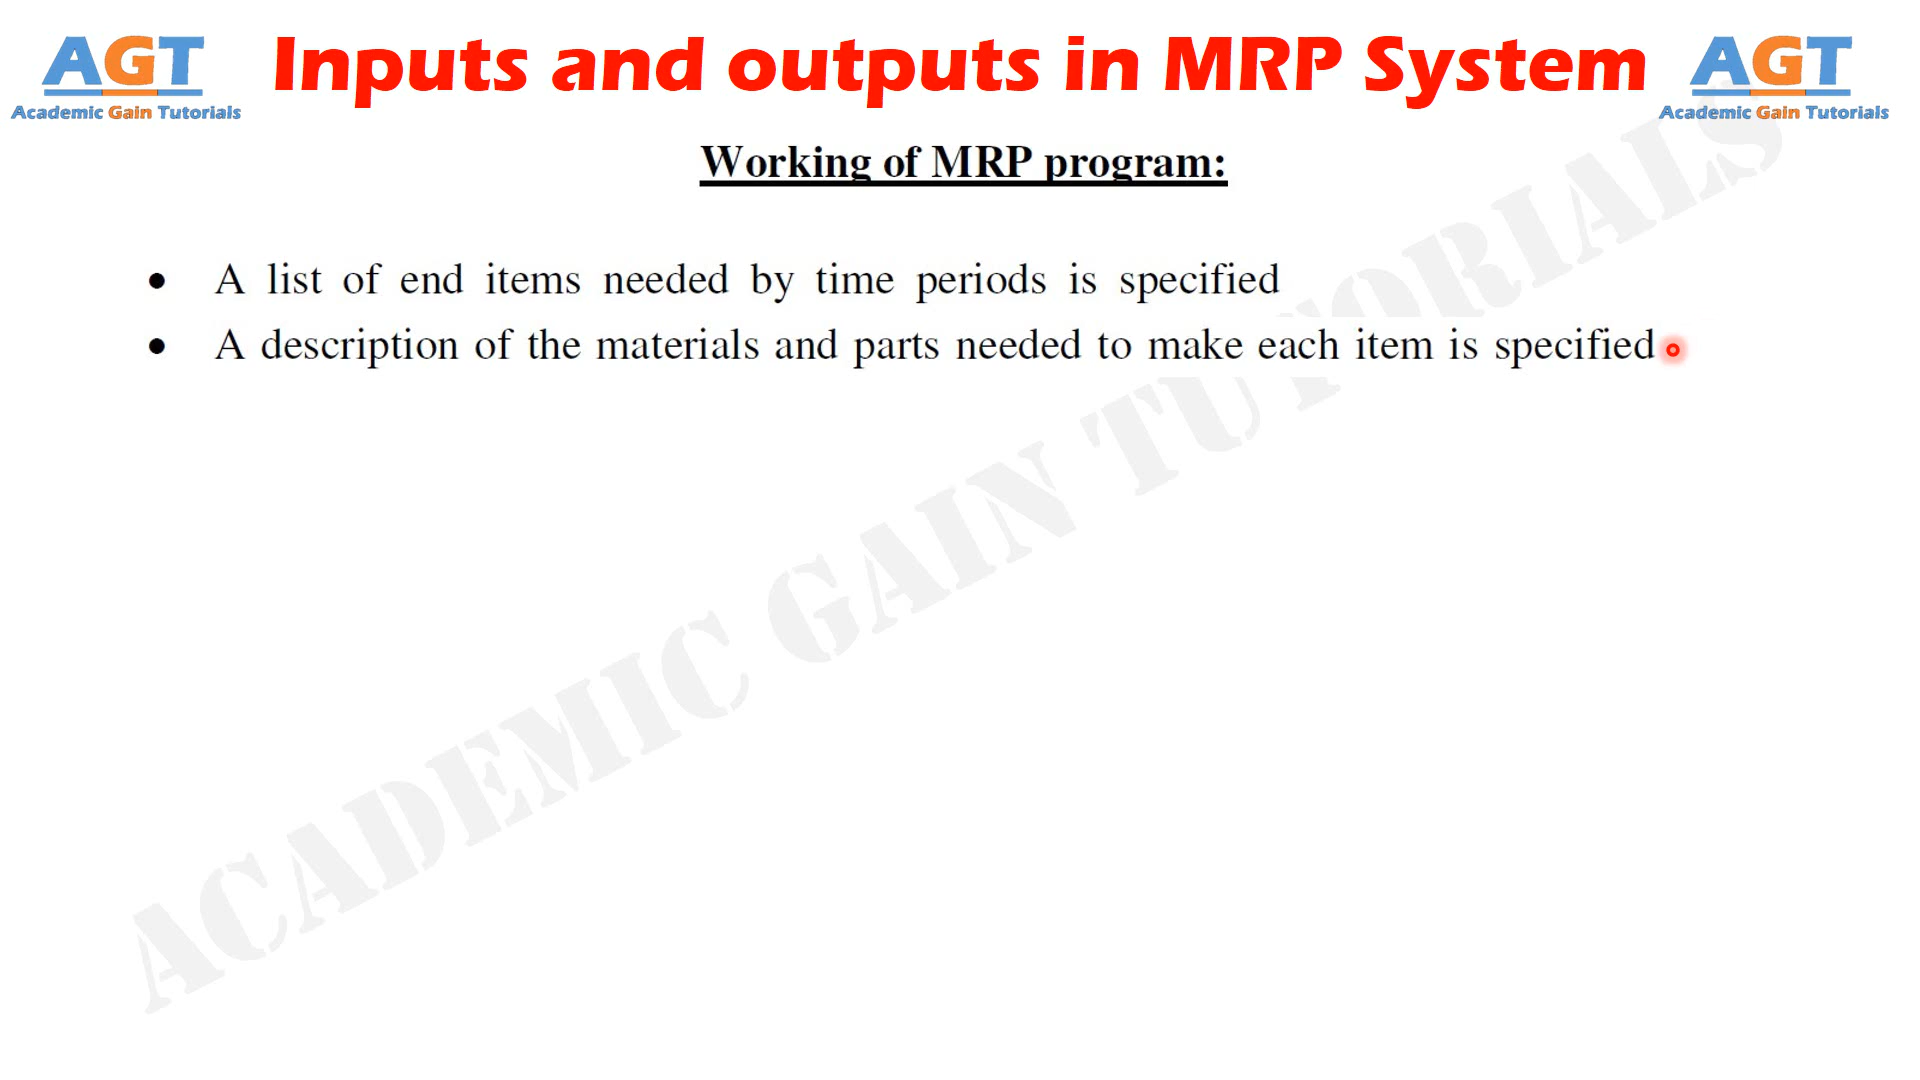 AGT
Academic Gain Tutorials
Inputs and outputs in MRP System
AGT
Academic Gain Tutorials
Working of MRP program:
• A list of end items needed by time periods is specified
• A description of the materials and parts needed to make each item is specified
ACADEMIC GAIN TUTORIALS